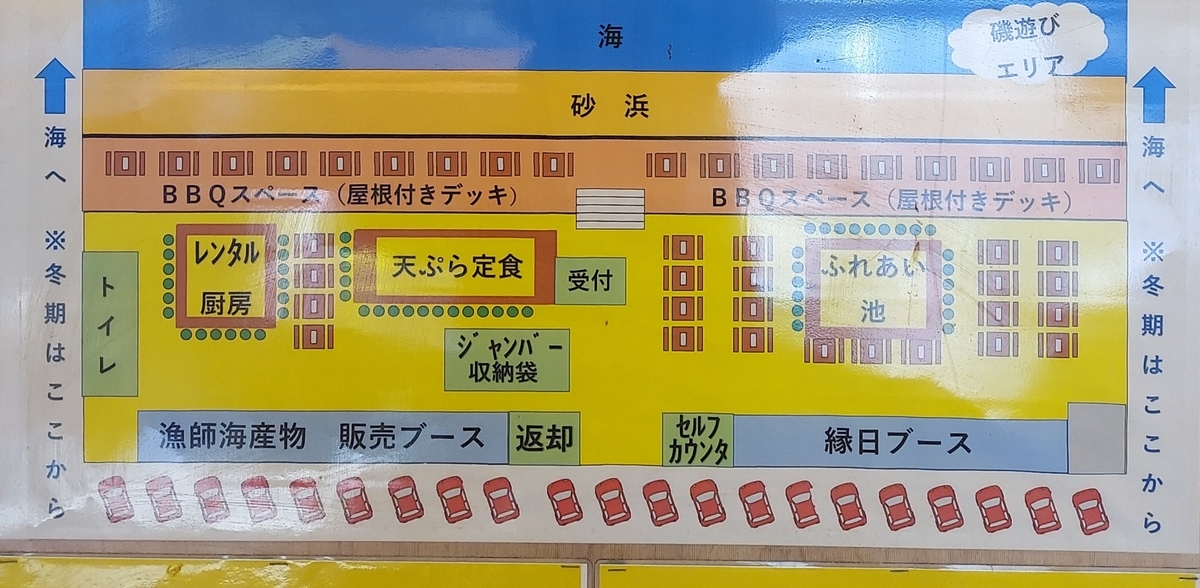 海
磯遊び
エリア
砂 浜
BBQスペース（屋根付きデッキ）
BBQスペース（屋根付きデッキ）
レンタル
厨房
天ぷら定食
受付
ふれあい
池
トイレ
ジャンバー
収納袋
漁師海産物 販売ブース
返却
セルフ
カウンタ
縁日ブース
海へ ※冬期はここから
海へ ※冬期はここから